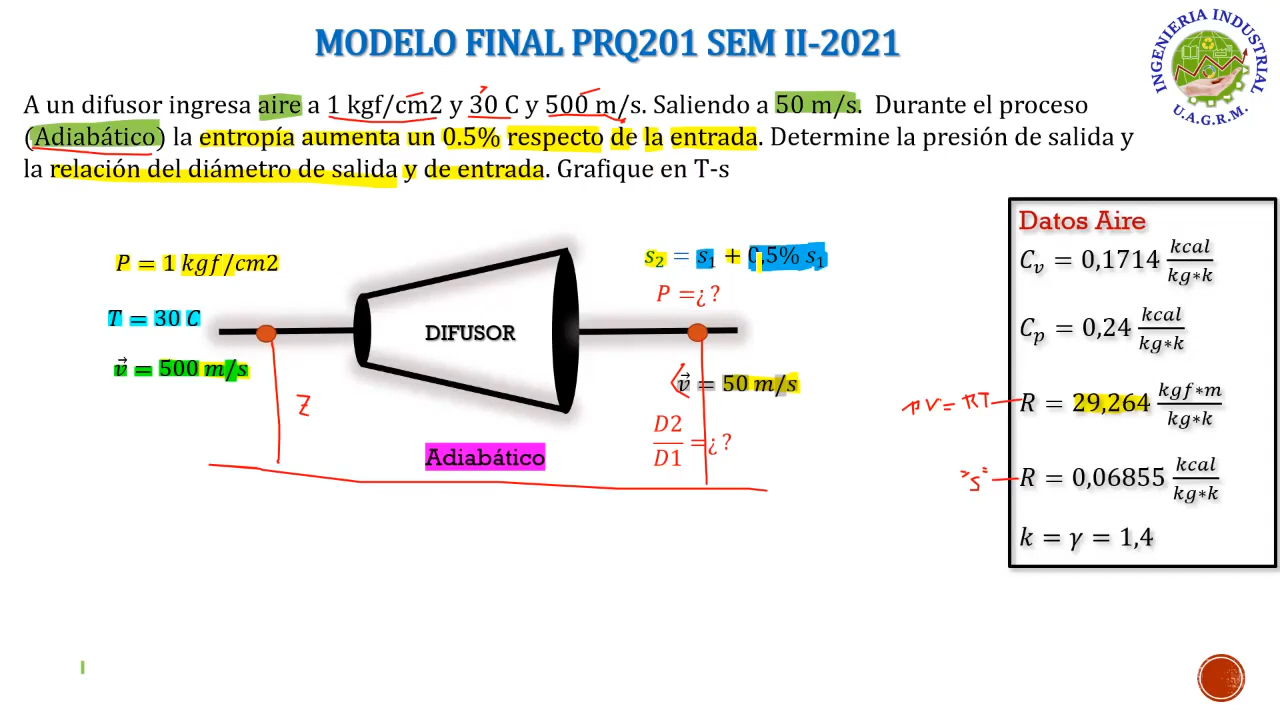 MODELO FINAL PRQ201 SEM II-2021
INGENIERIA INDUSTRIAL
U.A.G.R.M.
A un difusor ingresa aire a 1 kgf/cm2 y 30 C y 500 m/s. Saliendo a 50 m/s. Durante el proceso
(Adiabático) la entropía aumenta un 0.5% respecto de la entrada. Determine la presión de salida y
la relación del diámetro de salida y de entrada. Grafique en T-s
P = 1 kgf/cm2
T = 30 C
v⃗ = 500 m/s
Z
DIFUSOR
Adiabático
s₂ = s₁ + 0,5% s₁
P =¿ ?
v⃗ = 50 m/s
D2/D1 =¿ ?
Datos Aire
Cᵥ = 0,1714 kcal/kg∗k
Cₚ = 0,24 kcal/kg∗k
PV = RT
R = 29,264 kgf∗m/kg∗k
"S"
R = 0,06855 kcal/kg∗k
k = γ = 1,4